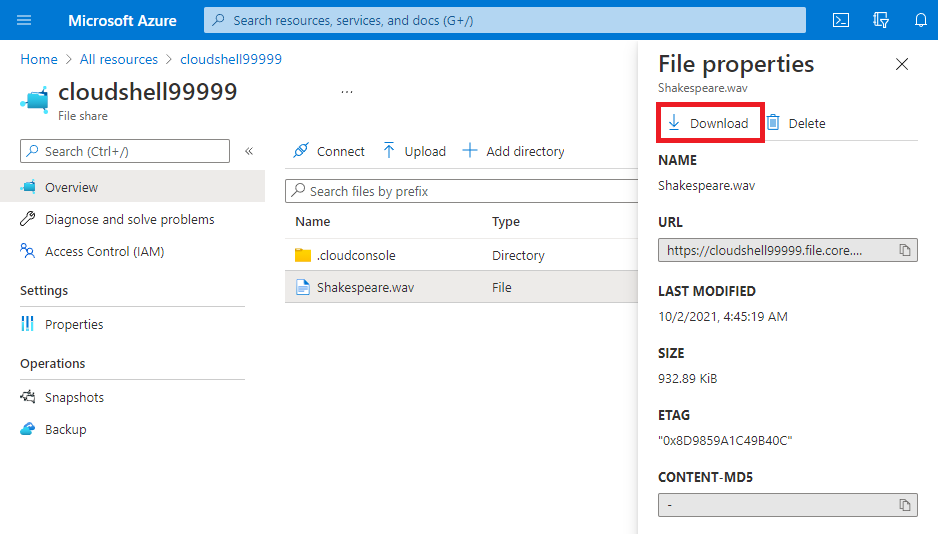 Microsoft Azure
Search resources, services, and docs (G+/)
Home > All resources > cloudshell99999
cloudshell99999
...
File share
Search (Ctrl+/)
«
Overview
Diagnose and solve problems
Access Control (IAM)
Settings
Properties
Operations
Snapshots
Backup
Connect
Upload
Add directory
Search files by prefix
Name Type
.cloudconsole Directory
Shakespeare.wav File
File properties
Shakespeare.wav
Download Delete
NAME
Shakespeare.wav
URL
https://cloudshell99999.file.core....
LAST MODIFIED
10/2/2021, 4:45:19 AM
SIZE
932.89 KiB
ETAG
"0x8D9859A1C49B40C"
CONTENT-MD5
-